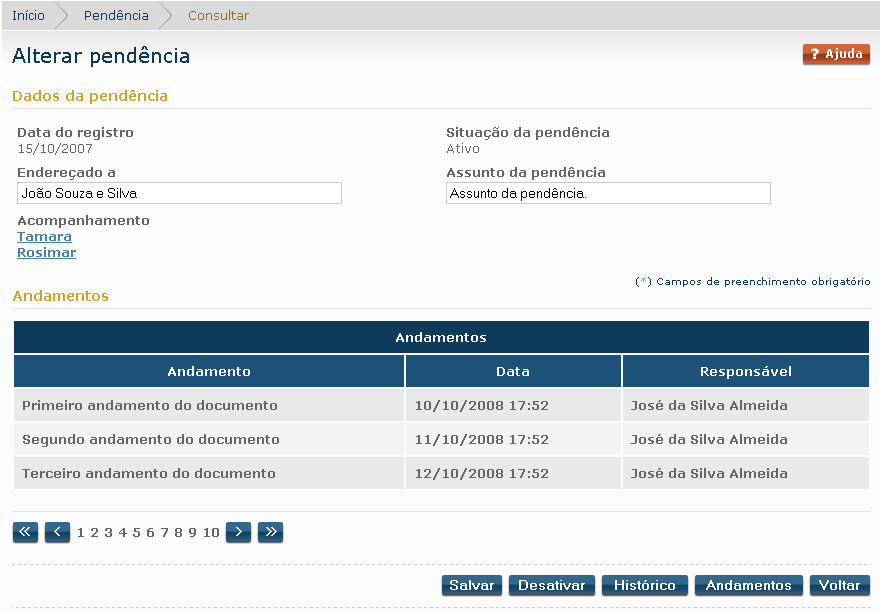 Início Pendência Consultar
Alterar pendência
? Ajuda
Dados da pendência
Data do registro
15/10/2007
Situação da pendência
Ativo
Endereçado a
João Souza e Silva
Assunto da pendência
Assunto da pendência.
Acompanhamento
Tamara
Rosimar
(*) Campos de preenchimento obrigatório
Andamentos
Andamentos
Andamento Data Responsável
Primeiro andamento do documento 10/10/2008 17:52 José da Silva Almeida
Segundo andamento do documento 11/10/2008 17:52 José da Silva Almeida
Terceiro andamento do documento 12/10/2008 17:52 José da Silva Almeida
« < 1 2 3 4 5 6 7 8 9 10 > »
Salvar Desativar Histórico Andamentos Voltar